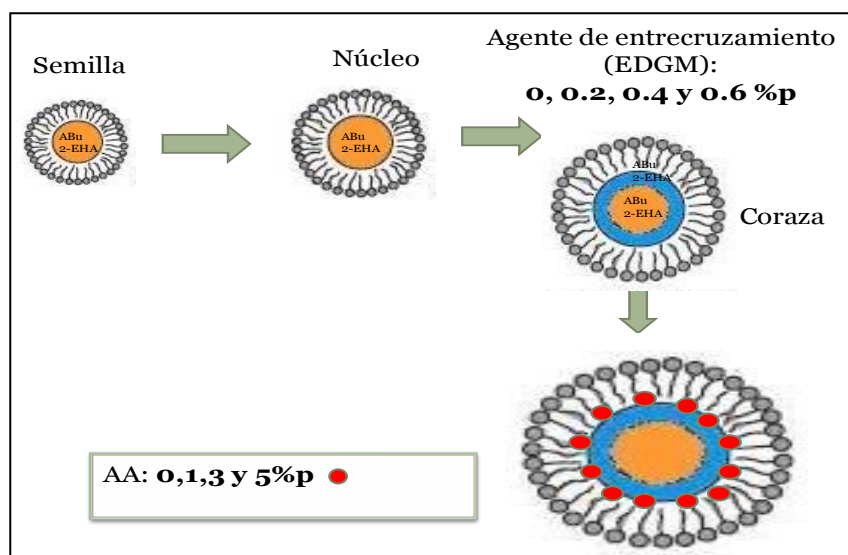 Semilla
Núcleo
Agente de entrecruzamiento
(EDGM):
0, 0.2, 0.4 y 0.6 %p
ABu
2-EHA
ABu
2-EHA
ABu
2-EHA
ABu
2-EHA
Coraza
AA: 0,1,3 y 5%p